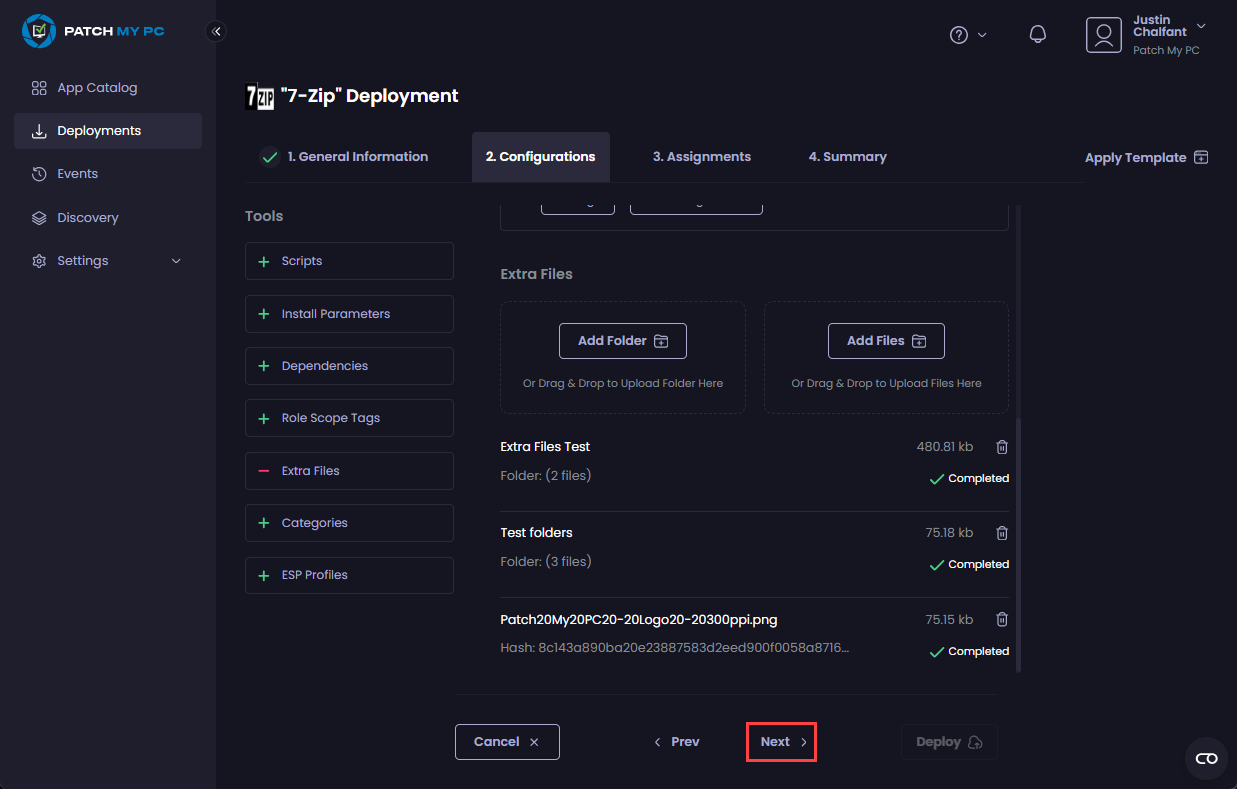 PATCH MY PC
Justin
Chalfant
Patch My PC
App Catalog
Deployments
Events
Discovery
Settings
7ZIP "7-Zip" Deployment
1. General Information
2. Configurations
3. Assignments
4. Summary
Apply Template
Tools
Scripts
Install Parameters
Dependencies
Role Scope Tags
Extra Files
Categories
ESP Profiles
Extra Files
Add Folder
Or Drag & Drop to Upload Folder Here
Add Files
Or Drag & Drop to Upload Files Here
Extra Files Test
480.81 kb
Folder: (2 files)
Completed
Test folders
75.18 kb
Folder: (3 files)
Completed
Patch20My20PC20-20Logo20-20300ppi.png
75.15 kb
Hash: 8c143a890ba20e23887583d2eed900f0058a8716...
Completed
Cancel
Prev
Next
Deploy